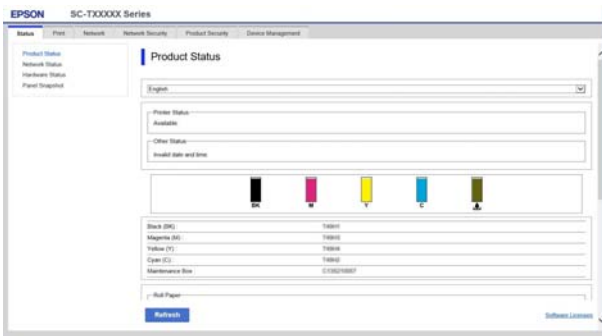 EPSON SC-TXXXXX Series
Status Print Network Network Security Product Security Device Management
Product Status
Network Status
Hardware Status
Panel Snapshot
Product Status
English
Printer Status
Available
Other Status
Invalid date and time
BK M Y C
Black (BK) :
Magenta (M) :
Yellow (Y) :
Cyan (C) :
Maintenance Box
Roll Paper
Refresh
Software Licenses